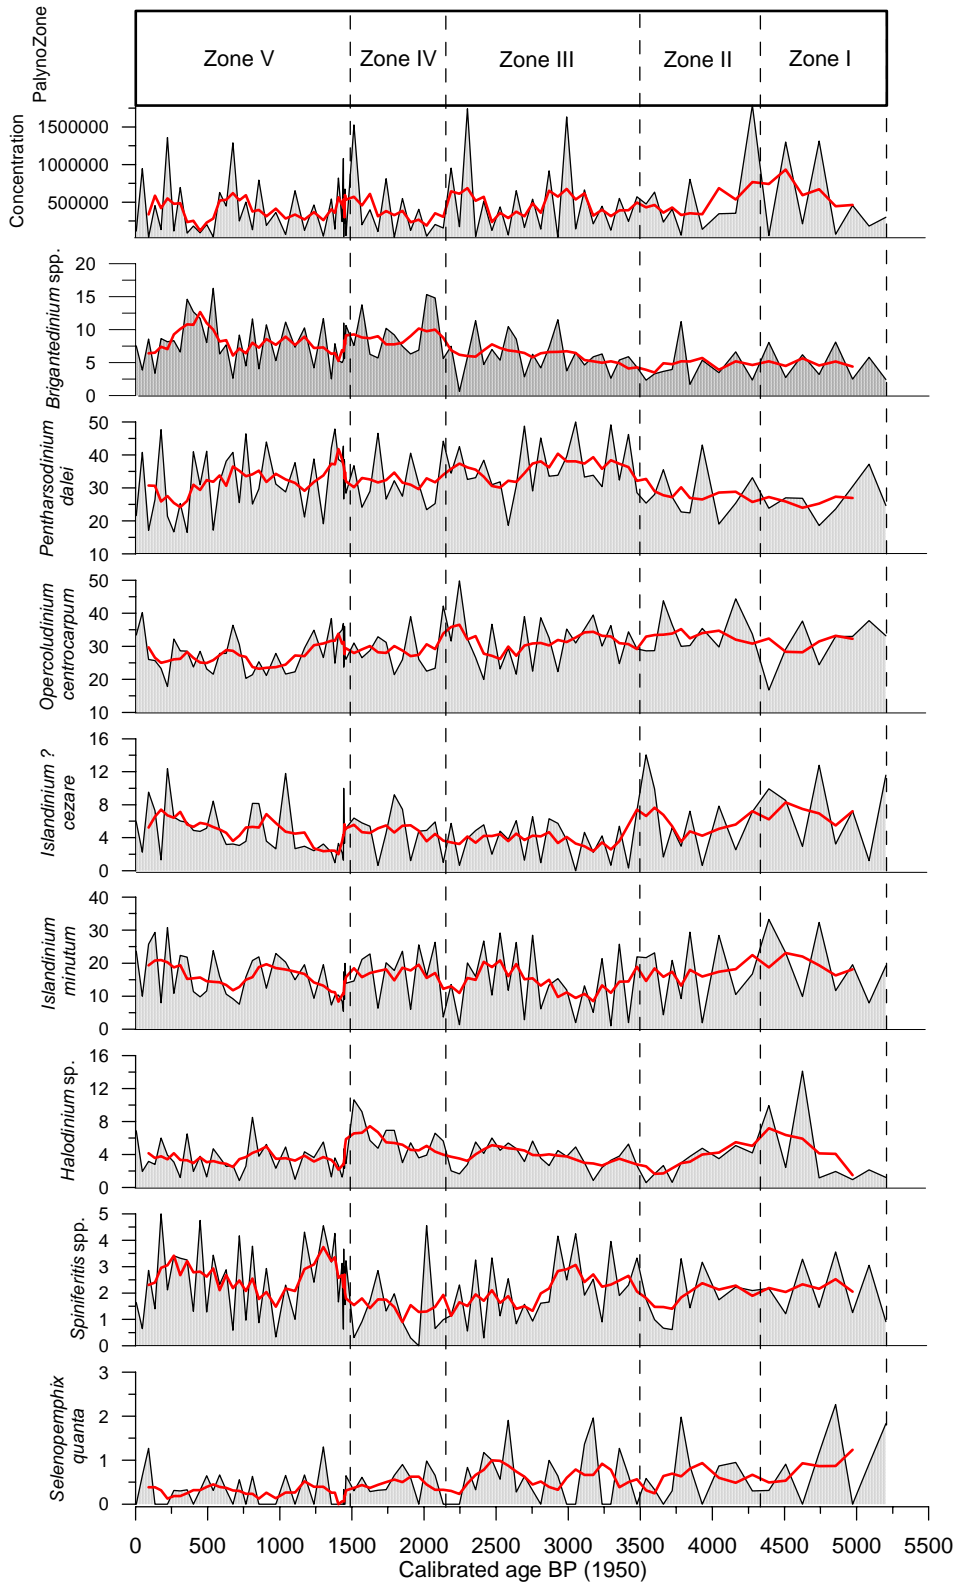 PalynoZone
Zone V
Zone IV
Zone III
Zone II
Zone I
Concentration
1500000
1000000
500000
Brigantedinium spp.
20
15
10
5
0
Pentharsodinium
dalei
50
40
30
20
10
Operculodinium
centrocarpum
50
40
30
20
10
Islandinium ?
cezare
16
12
8
4
0
Islandinium
minutum
40
30
20
10
0
Halodinium sp.
16
12
8
4
0
Spiniferitis spp.
5
4
3
2
1
0
Selenopemphix
quanta
3
2
1
0
0 500 1000 1500 2000 2500 3000 3500 4000 4500 5000 5500
Calibrated age BP (1950)